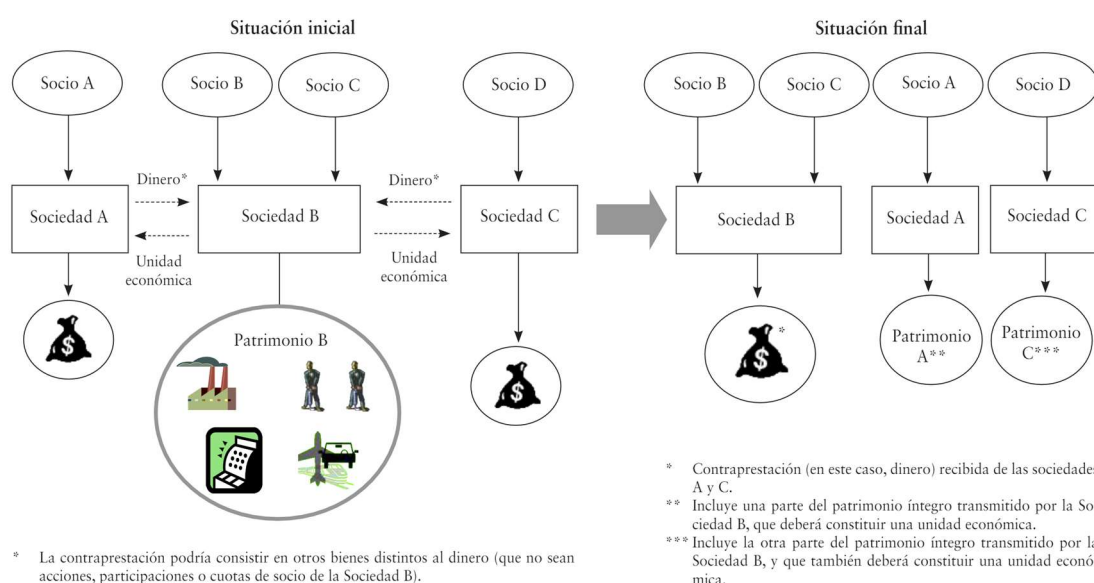 Situación inicial
Socio A
Socio B
Socio C
Socio D
Dinero*
Dinero*
Sociedad A
Sociedad B
Sociedad C
Unidad
económica
Unidad
económica
$
Patrimonio B
$
* La contraprestación podría consistir en otros bienes distintos al dinero (que no sean
acciones, participaciones o cuotas de socio de la Sociedad B).
Situación final
Socio B
Socio C
Socio A
Socio D
Sociedad B
Sociedad A
Sociedad C
$ *
Patrimonio
A**
Patrimonio
C***
* Contraprestación (en este caso, dinero) recibida de las sociedades
A y C.
** Incluye una parte del patrimonio íntegro transmitido por la So-
ciedad B, que deberá constituir una unidad económica.
*** Incluye la otra parte del patrimonio íntegro transmitido por la
Sociedad B, y que también deberá constituir una unidad econó-
mica.